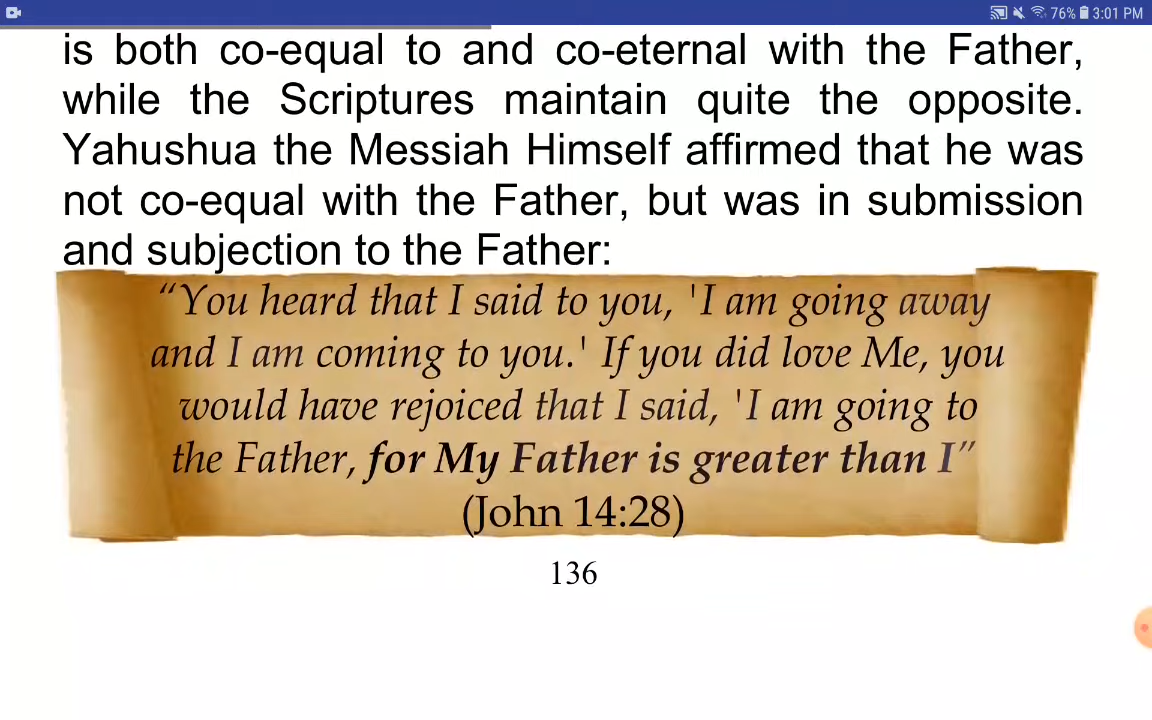 76% 3:01 PM
is both co-equal to and co-eternal with the Father,
while the Scriptures maintain quite the opposite.
Yahushua the Messiah Himself affirmed that he was
not co-equal with the Father, but was in submission
and subjection to the Father:
“You heard that I said to you, 'I am going away
and I am coming to you.' If you did love Me, you
would have rejoiced that I said, 'I am going to
the Father, for My Father is greater than I”
(John 14:28)
136